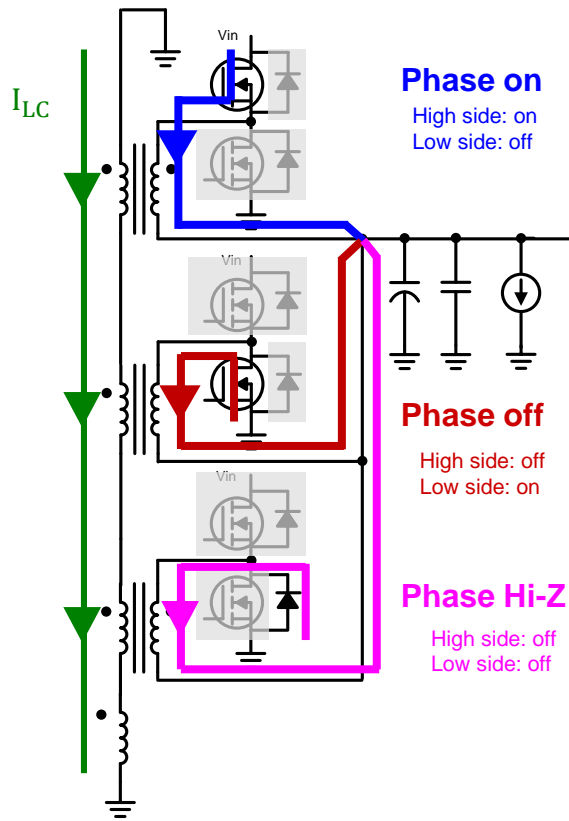 Vin
I_LC
Phase on
High side: on
Low side: off
Vin
Phase off
High side: off
Low side: on
Vin
Phase Hi-Z
High side: off
Low side: off